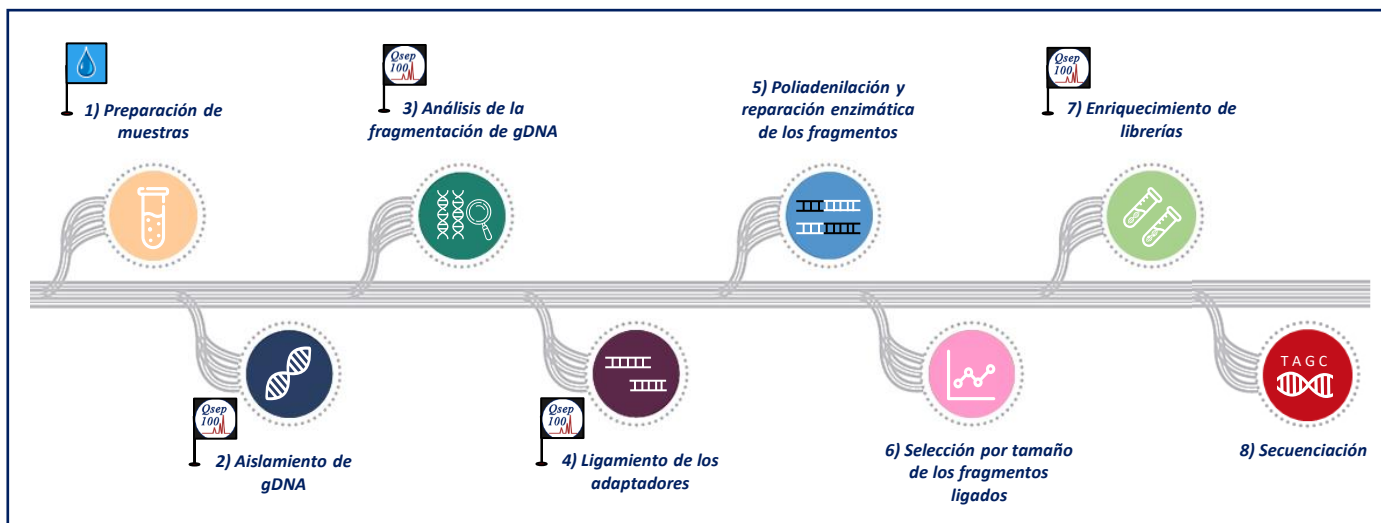 1) Preparación de
muestras
Qsep
100
3) Análisis de la
fragmentación de gDNA
5) Poliadenilación y
reparación enzimática
de los fragmentos
Qsep
100
7) Enriquecimiento de
librerías
Qsep
100
2) Aislamiento de
gDNA
Qsep
100
4) Ligamiento de los
adaptadores
6) Selección por tamaño
de los fragmentos
ligados
TAGC
8) Secuenciación